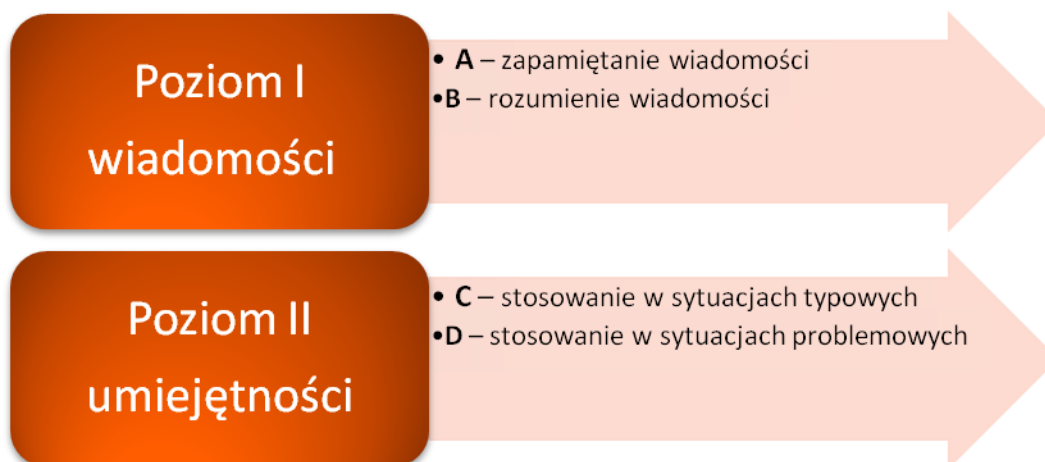 Poziom I
wiadomości
• A – zapamiętanie wiadomości
•B – rozumienie wiadomości
Poziom II
umiejętności
• C – stosowanie w sytuacjach typowych
•D – stosowanie w sytuacjach problemowych